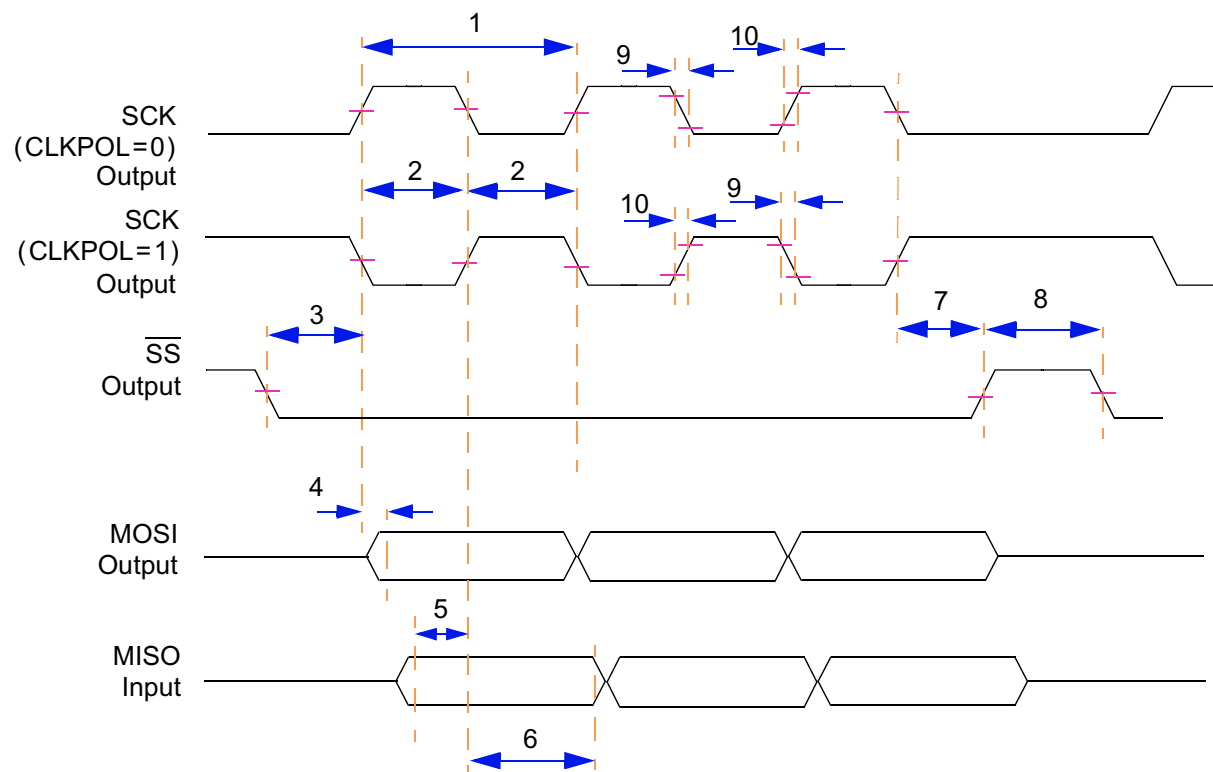 1
9
10
SCK
(CLKPOL=0)
Output
2
2
SCK
(CLKPOL=1)
Output
10
9
3
7
8
SS
Output
4
MOSI
Output
5
MISO
Input
6